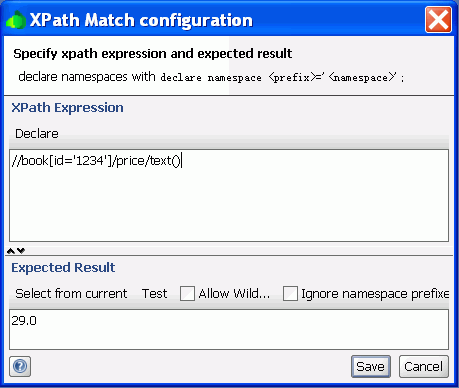 XPath Match configuration
Specify xpath expression and expected result
declare namespaces with declare namespace <prefix>='<namespace>';
XPath Expression
Declare
//book[id='1234']/price/text()
Expected Result
Select from current Test Allow Wild... Ignore namespace prefixe
29.0
Save Cancel